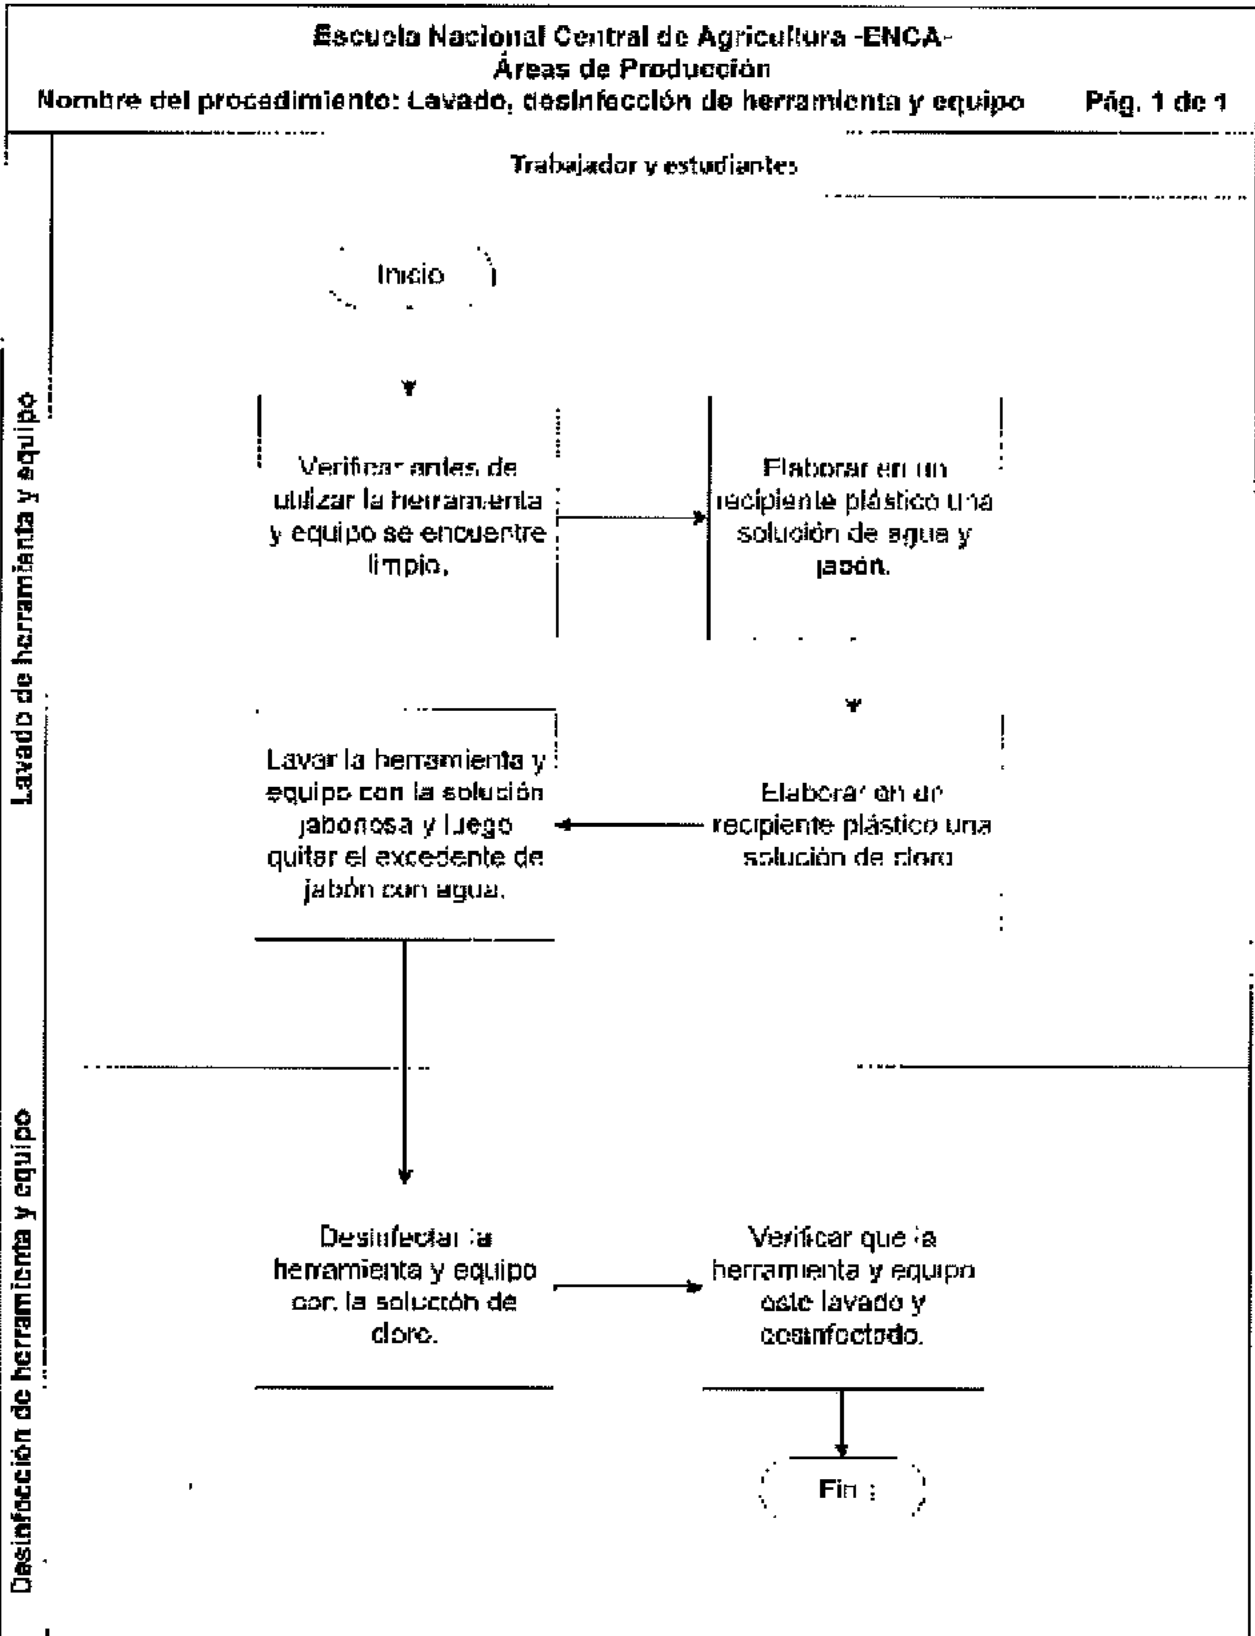 Escuela Nacional Central de Agricultura -ENCA-
Áreas de Producción
Nombre del procedimiento: Lavado, desinfección de herramienta y equipo Pág. 1 de 1
Trabajador y estudiantes
Lavado de herramienta y equipo
Inicio
Verificar antes de
utilizar la herramienta
y equipo se encuentre
limpio.
Elaborar en un
recipiente plástico una
solución de agua y
jabón.
Elaborar en un
recipiente plástico una
solución de cloro
Lavar la herramienta y
equipo con la solución
jabonosa y luego
quitar el excedente de
jabón con agua.
Desinfección de herramienta y equipo
Desinfectar la
herramienta y equipo
con la solución de
cloro.
Verificar que la
herramienta y equipo
este lavado y
desinfectado.
Fin